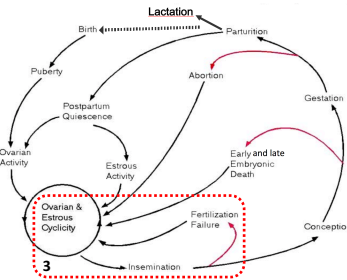 Lactation
Birth
Parturition
Puberty
Abortion
Gestation
Postpartum
Quiescence
Ovarian
Activity
Estrous
Activity
Early and late
Embryonic
Death
Ovarian &
Estrous
Cyclicity
Fertilization
Failure
Conceptio
3
Insemination